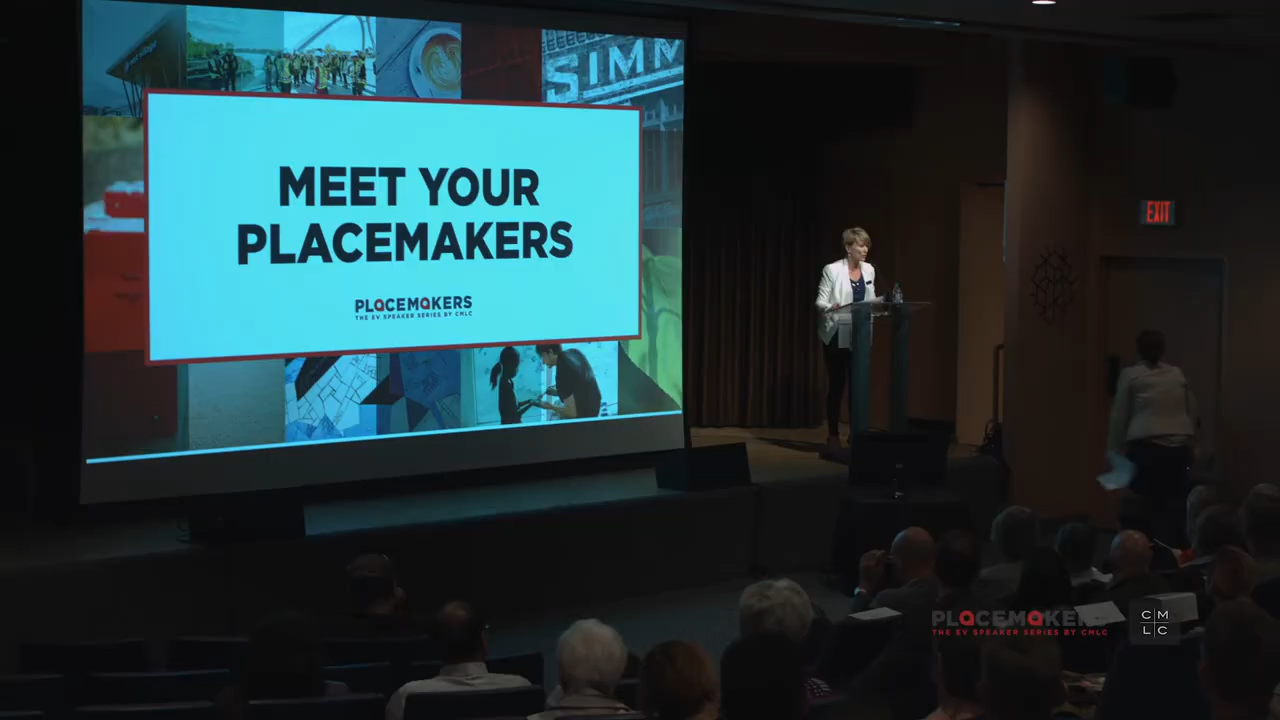 SIMM
MEET YOUR
PLACEMAKERS
PLACEMAKERS
THE EV SPEAKER SERIES BY CMLC
EXIT
PLACEMAKERS
THE EV SPEAKER SERIES BY CMLC
CM
LC